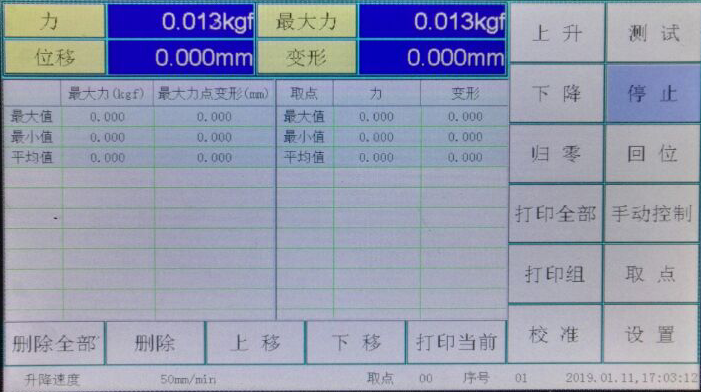 力 0.013kgf 最大力 0.013kgf
位移 0.000mm 变形 0.000mm
上升 测试
下降 停止
归零 回位
打印全部 手动控制
打印组 取点
校准 设置
最大力(kgf) 最大力点变形(mm) 取点 力 变形
最大值 0.000 0.000 最大值 0.000 0.000
最小值 0.000 0.000 最小值 0.000 0.000
平均值 0.000 0.000 平均值 0.000 0.000
删除全部 删除 上移 下移 打印当前
升降速度 50mm/min 取点 00 序号 01 2019.01.11,17:03:12